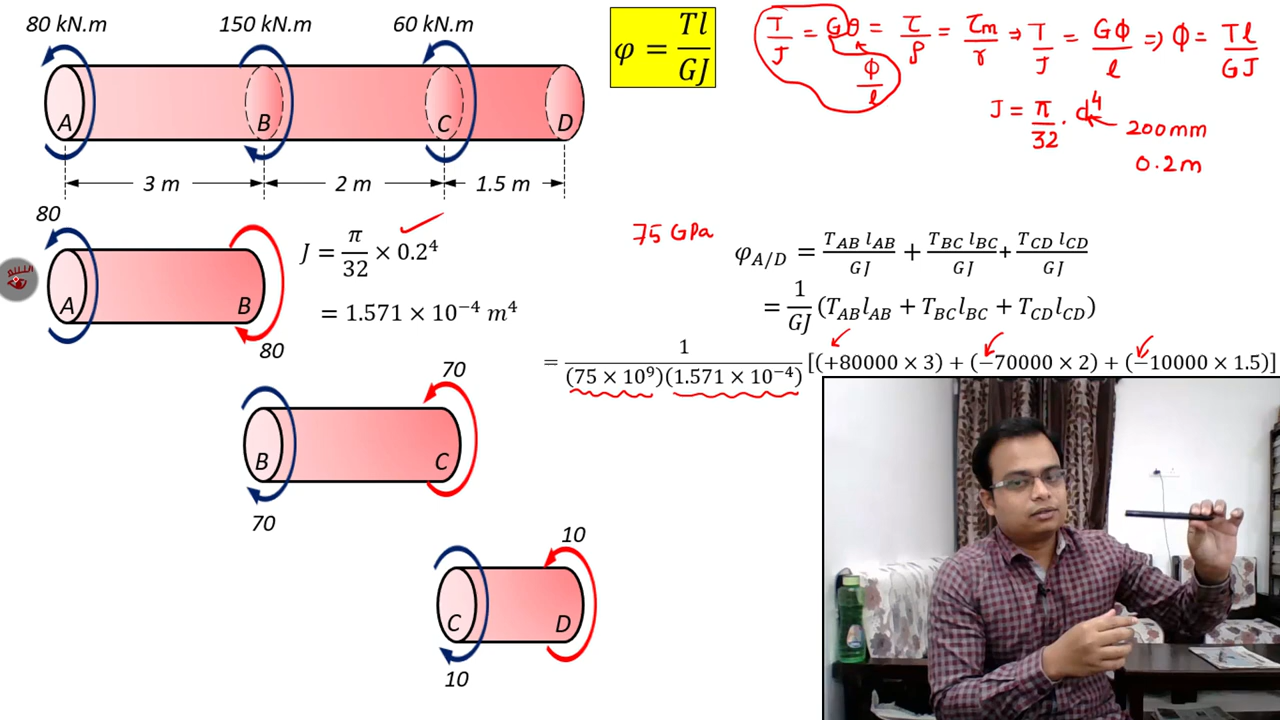 80 kN.m 150 kN.m 60 kN.m
A B C D
3 m 2 m 1.5 m
φ = Tl / GJ
T/J = Gθ = τ/ρ = τm/r ⇒ T/J = Gφ/l ⇒ φ = Tl/GJ
φ/l
J = π/32 · d⁴
200mm
0.2m
80
A B
80
J = π/32 × 0.2⁴
= 1.571 × 10⁻⁴ m⁴
75 GPa
φA/D = TAB lAB / GJ + TBC lBC / GJ + TCD lCD / GJ
= 1/GJ (TAB lAB + TBC lBC + TCD lCD)
= 1 / (75 × 10⁹)(1.571 × 10⁻⁴) [(+80000 × 3) + (−70000 × 2) + (−10000 × 1.5)]
70
B C
70
10
C D
10